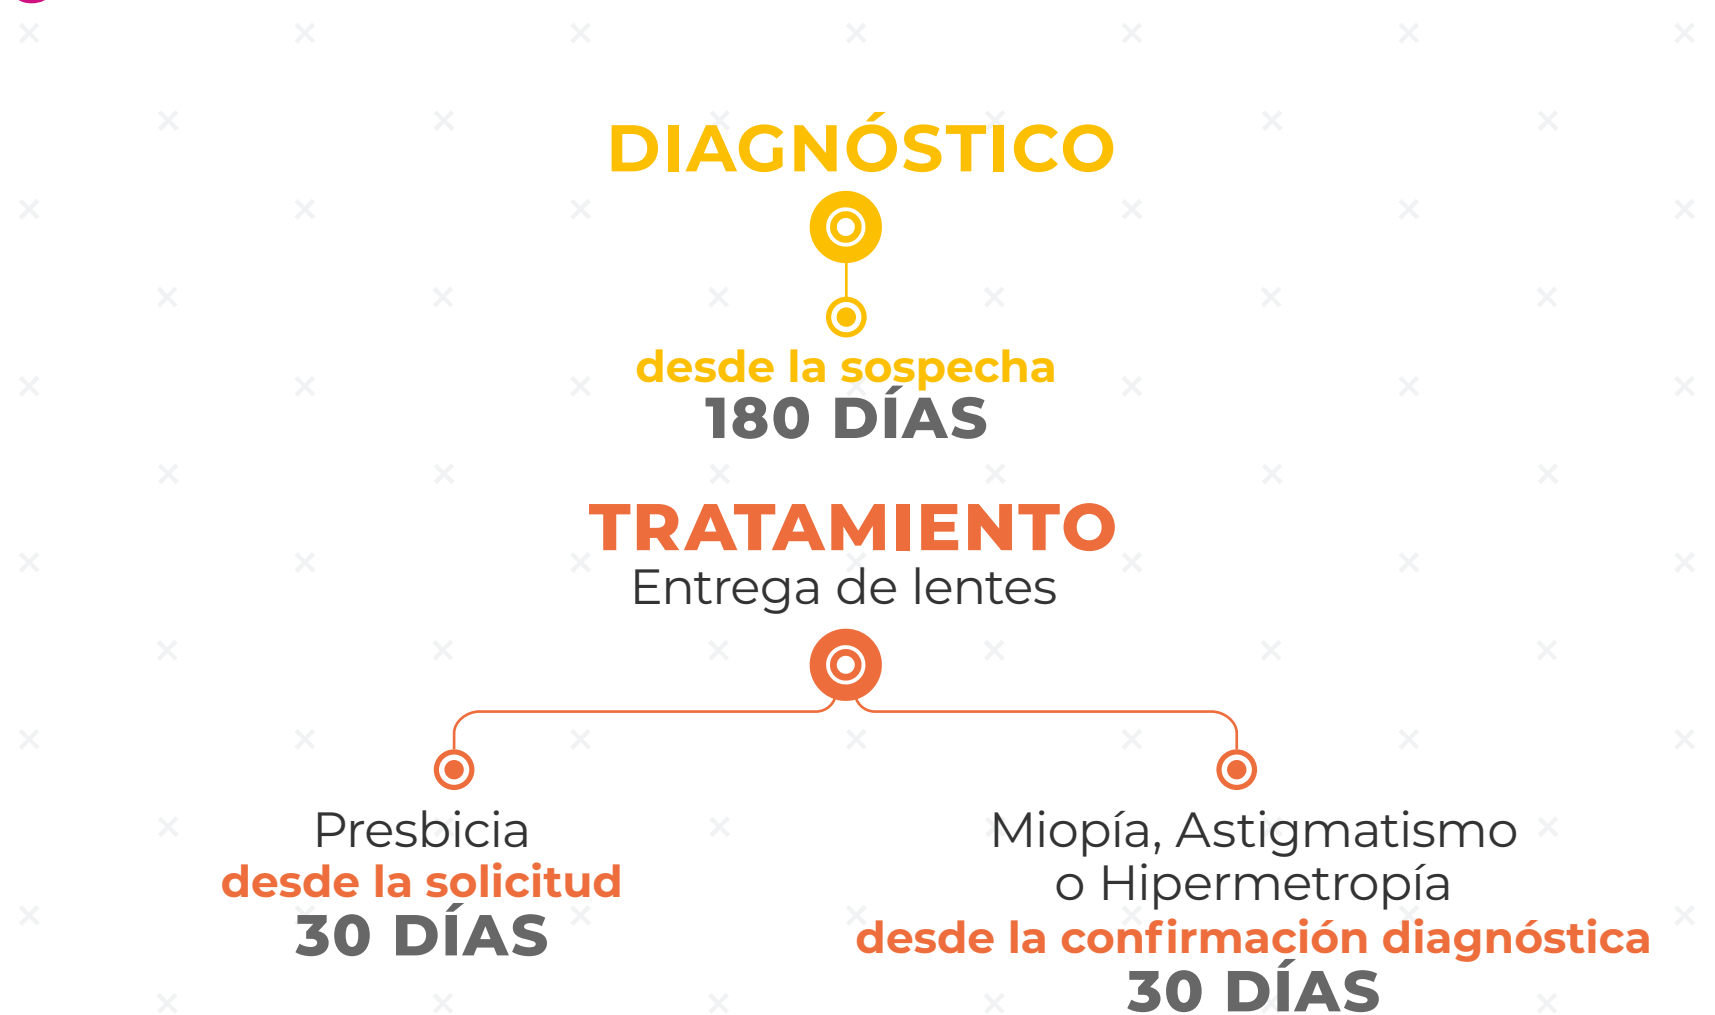 DIAGNÓSTICO
desde la sospecha
180 DÍAS
TRATAMIENTO
Entrega de lentes
Presbicia
desde la solicitud
30 DÍAS
Miopía, Astigmatismo
o Hipermetropía
desde la confirmación diagnóstica
30 DÍAS